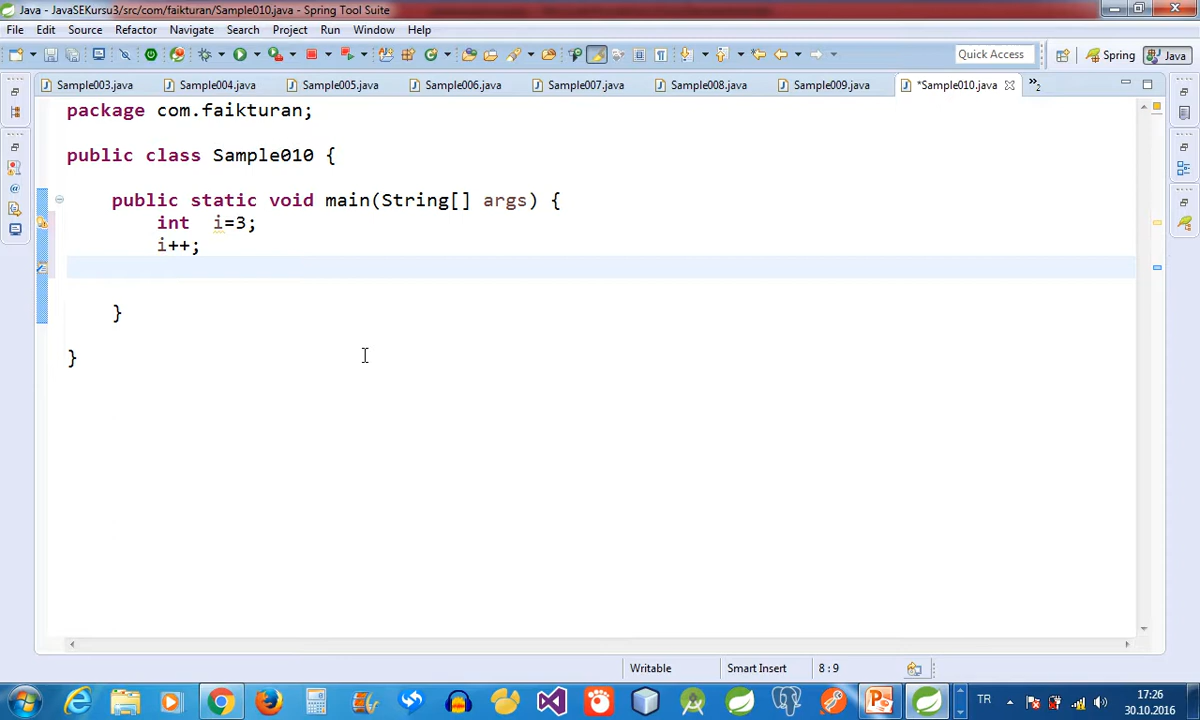 Java - JavaSEKursu3/src/com/faikturan/Sample010.java - Spring Tool Suite
File Edit Source Refactor Navigate Search Project Run Window Help
Quick Access Spring Java
Sample003.java Sample004.java Sample005.java Sample006.java Sample007.java Sample008.java Sample009.java *Sample010.java »2
package com.faikturan;
public class Sample010 {
public static void main(String[] args) {
int i=3;
i++;
}
}
Writable Smart Insert 8 : 9
TR 17:26
30.10.2016